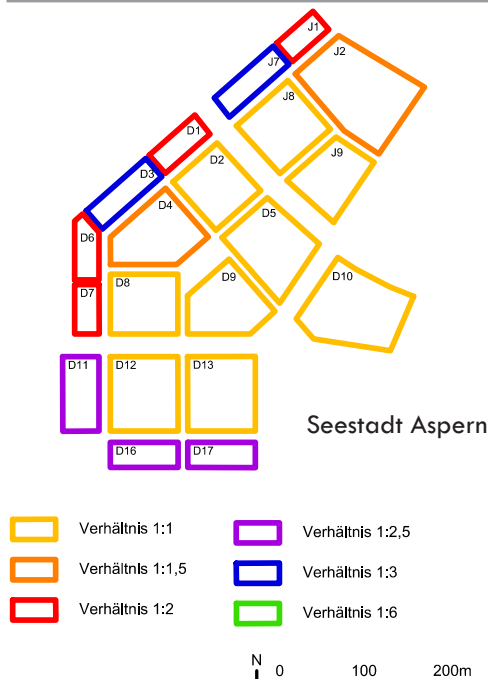 J1
J2
J7
J8
D1
J9
D2
D3
D4
D5
D6
D9
D10
D8
D7
D11
D12
D13
Seestadt Aspern
D16
D17
Verhältnis 1:1
Verhältnis 1:2,5
Verhältnis 1:1,5
Verhältnis 1:3
Verhältnis 1:2
Verhältnis 1:6
N
0 100 200m